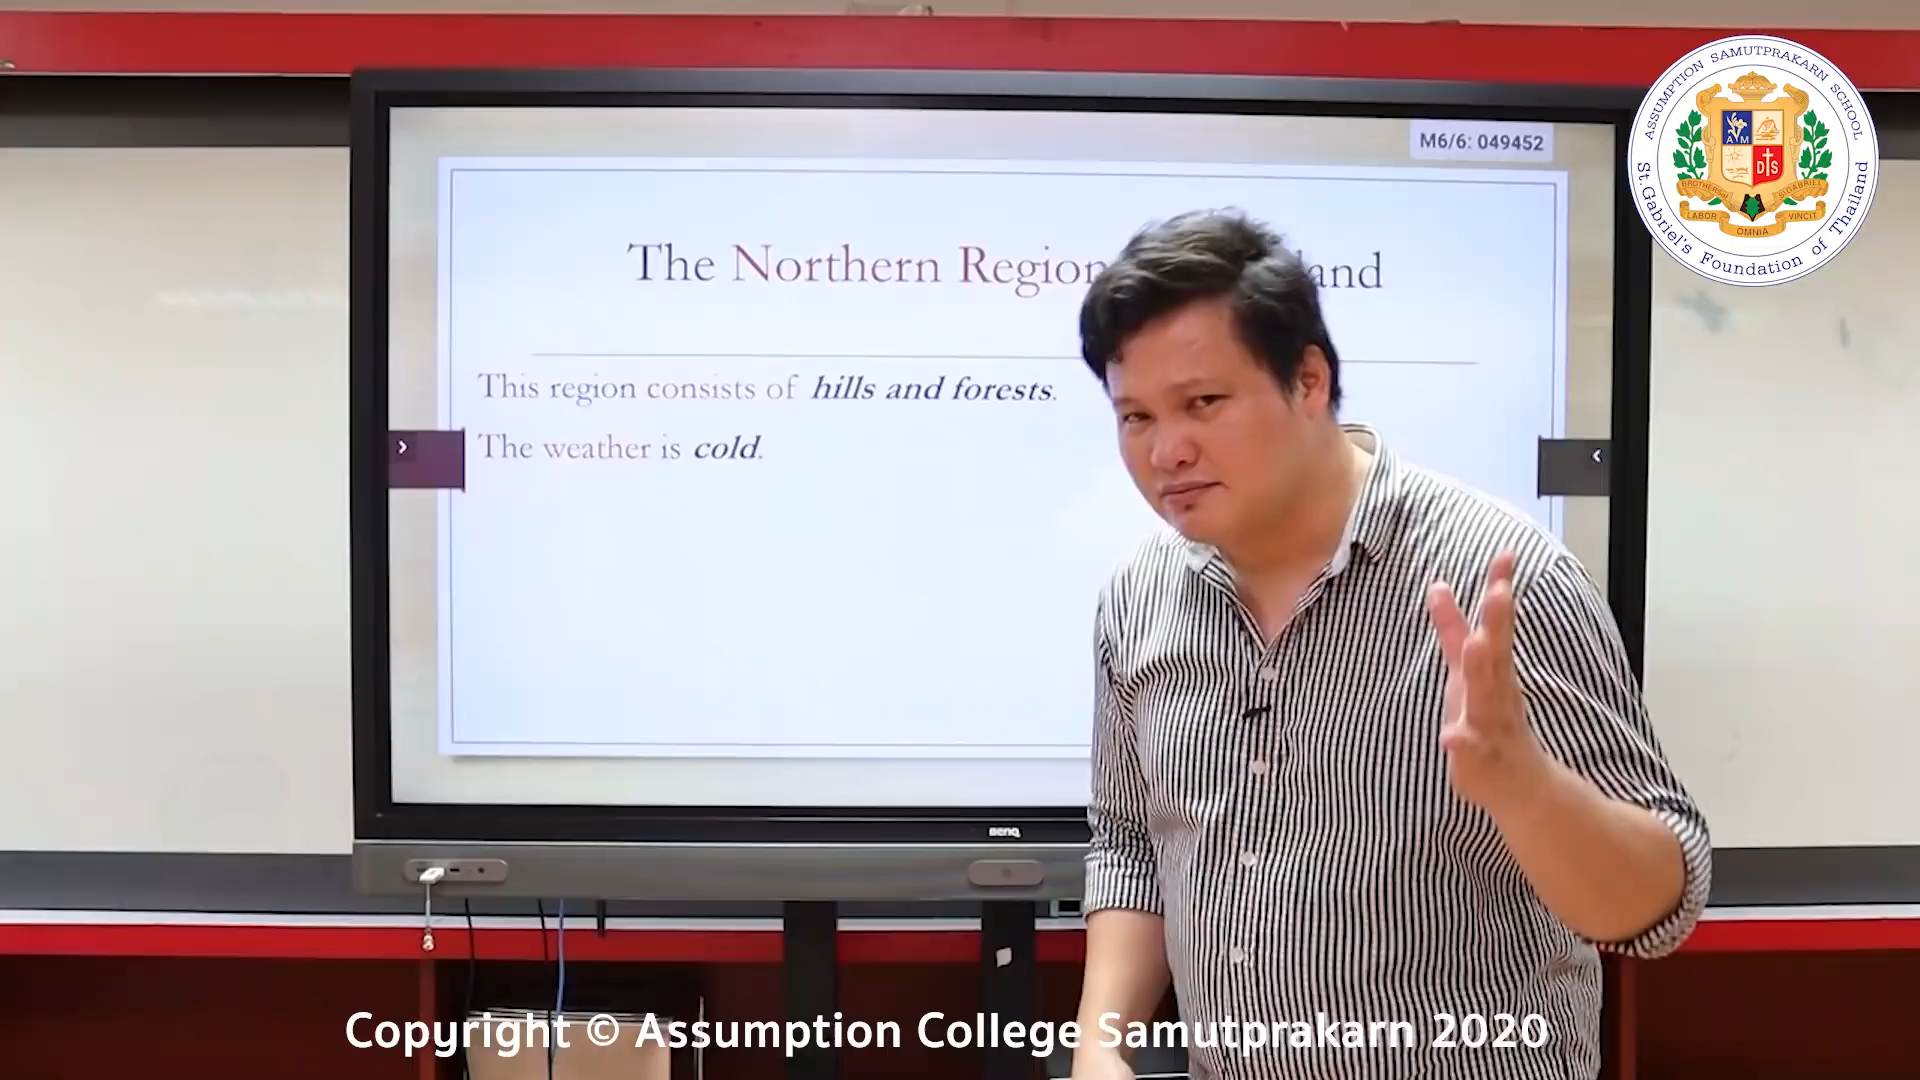 M6/6: 049452
ASSUMPTION SAMUTPRAKARN SCHOOL
St. Gabriel's Foundation of Thailand
A M
D S
LABOR
OMNIA
VINCIT
The Northern Region and
This region consists of hills and forests.
The weather is cold.
BenQ
Copyright © Assumption College Samutprakarn 2020